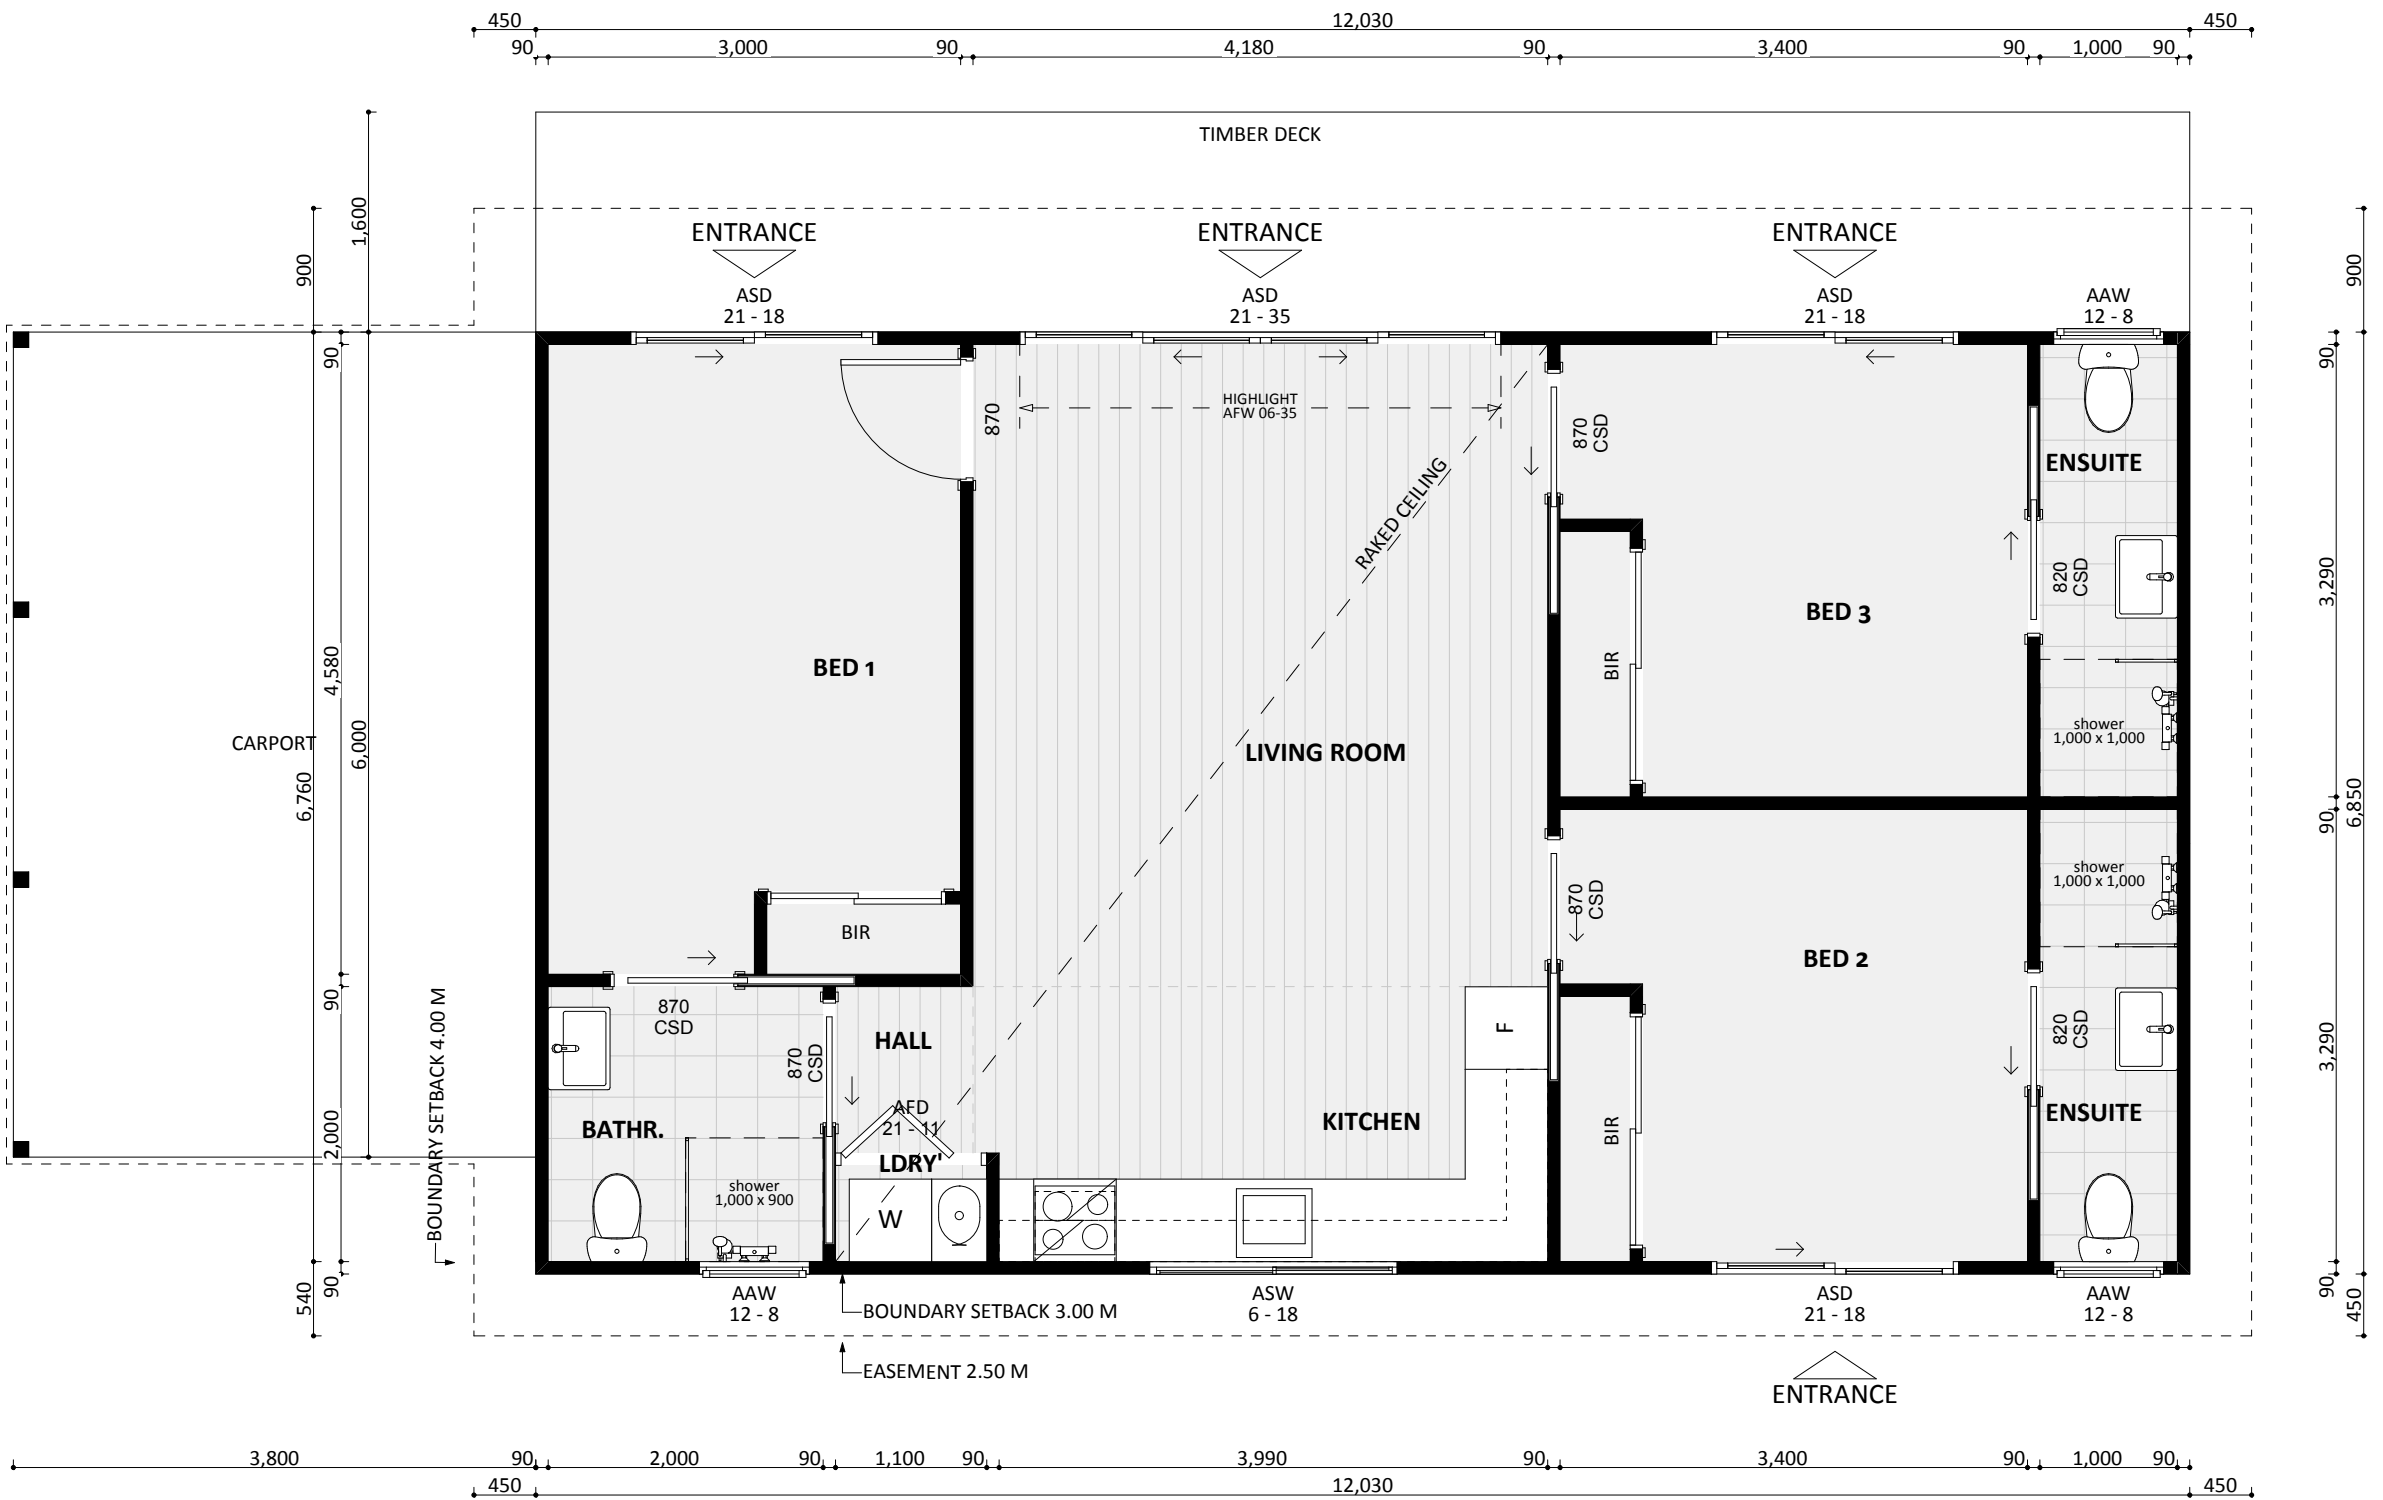 450
12,030
450
90
3,000
90
4,180
90
3,400
90
1,000
90
TIMBER DECK
1,600
900
900
ENTRANCE
ENTRANCE
ENTRANCE
ASD
21 - 18
ASD
21 - 35
ASD
21 - 18
AAW
12 - 8
90
90
870
HIGHLIGHT
AFW 06-35
870
CSD
ENSUITE
RAKED CEILING
820
CSD
3,290
BED 3
BED 1
BIR
4,580
6,000
CARPORT
6,760
LIVING ROOM
shower
1,000 x 1,000
6,850
90
shower
1,000 x 1,000
870
CSD
BIR
BED 2
90
870
CSD
HALL
870
CSD
F
820
CSD
3,290
BOUNDARY SETBACK 4.00 M
AFD
21 - 11
BATHR.
KITCHEN
BIR
ENSUITE
2,000
LDRY'
shower
1,000 x 900
W
540
90
90
450
AAW
12 - 8
BOUNDARY SETBACK 3.00 M
ASW
6 - 18
ASD
21 - 18
AAW
12 - 8
EASEMENT 2.50 M
ENTRANCE
3,800
90
2,000
90
1,100
90
3,990
90
3,400
90
1,000
90
450
12,030
450